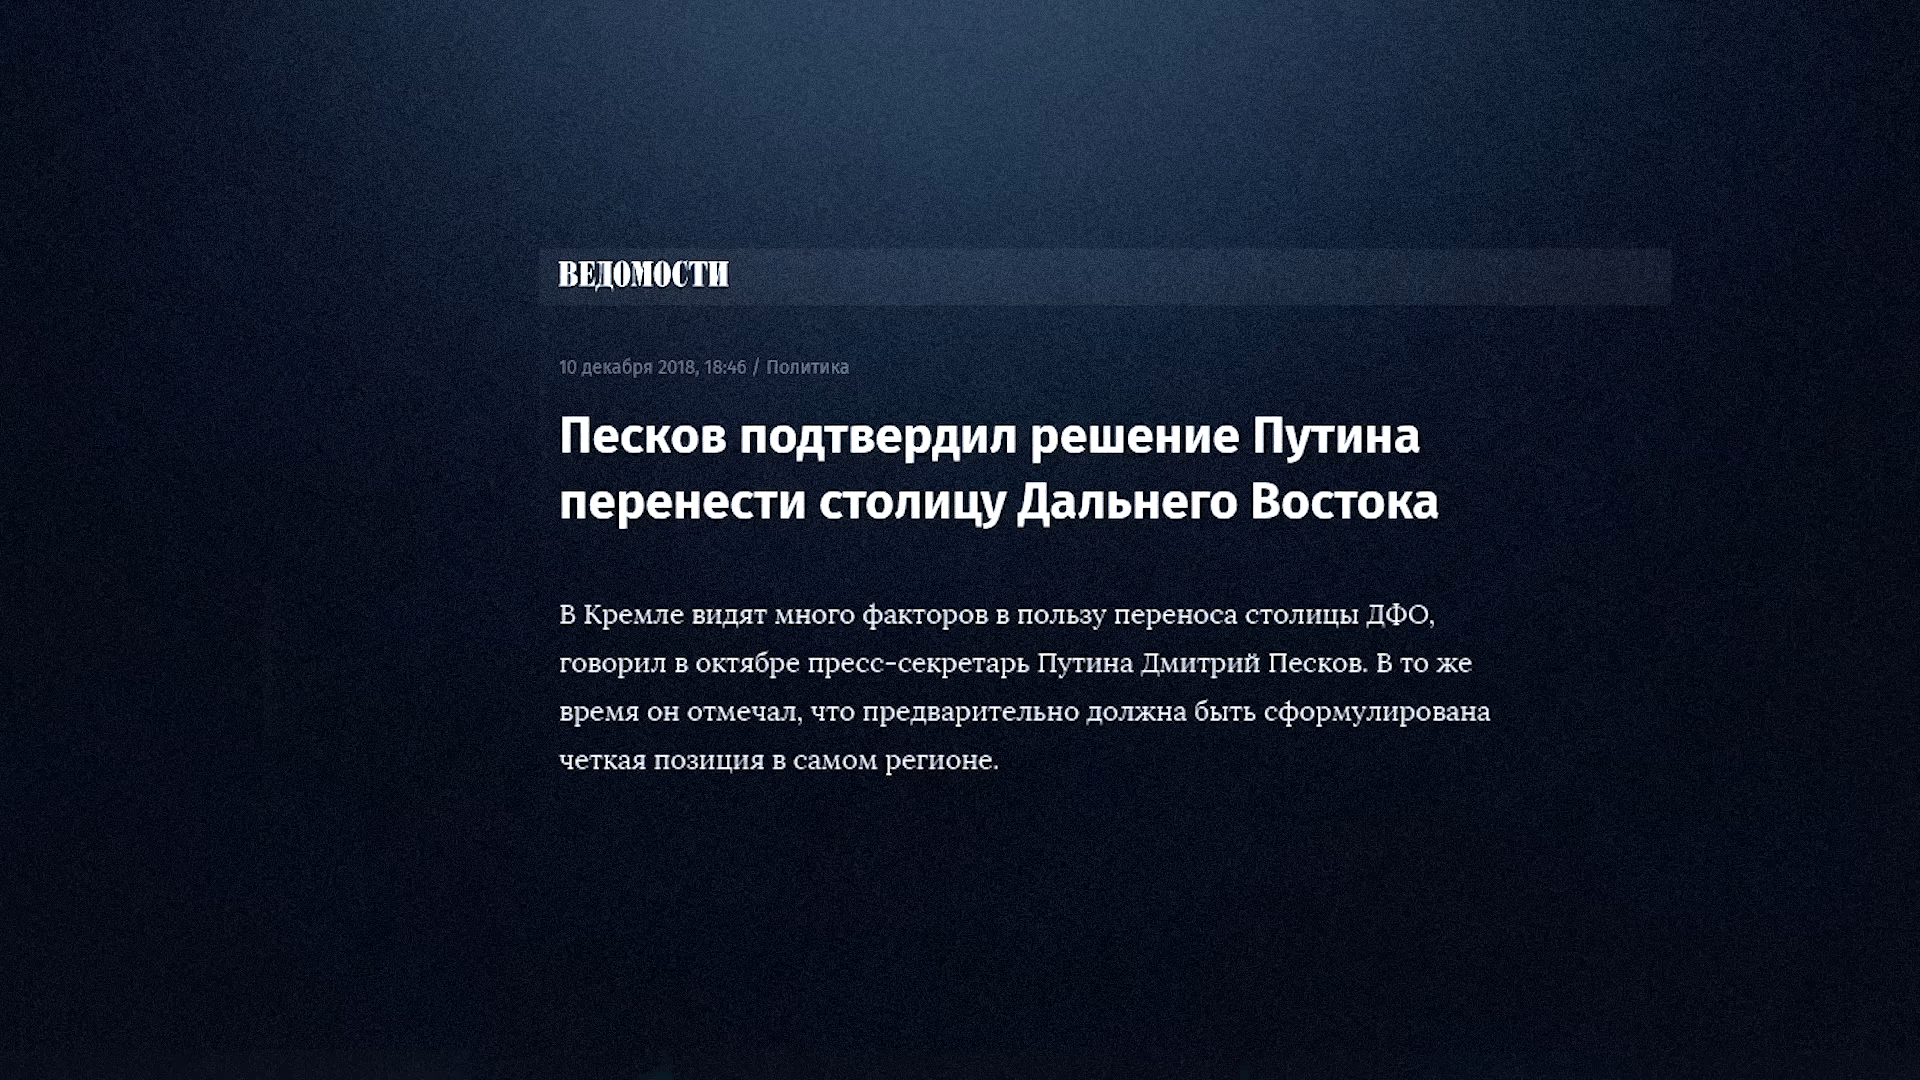 ВЕДОМОСТИ
10 декабря 2018, 18:46 / Политика
Песков подтвердил решение Путина
перенести столицу Дальнего Востока
В Кремле видят много факторов в пользу переноса столицы ДФО,
говорил в октябре пресс-секретарь Путина Дмитрий Песков. В то же
время он отмечал, что предварительно должна быть сформулирована
четкая позиция в самом регионе.